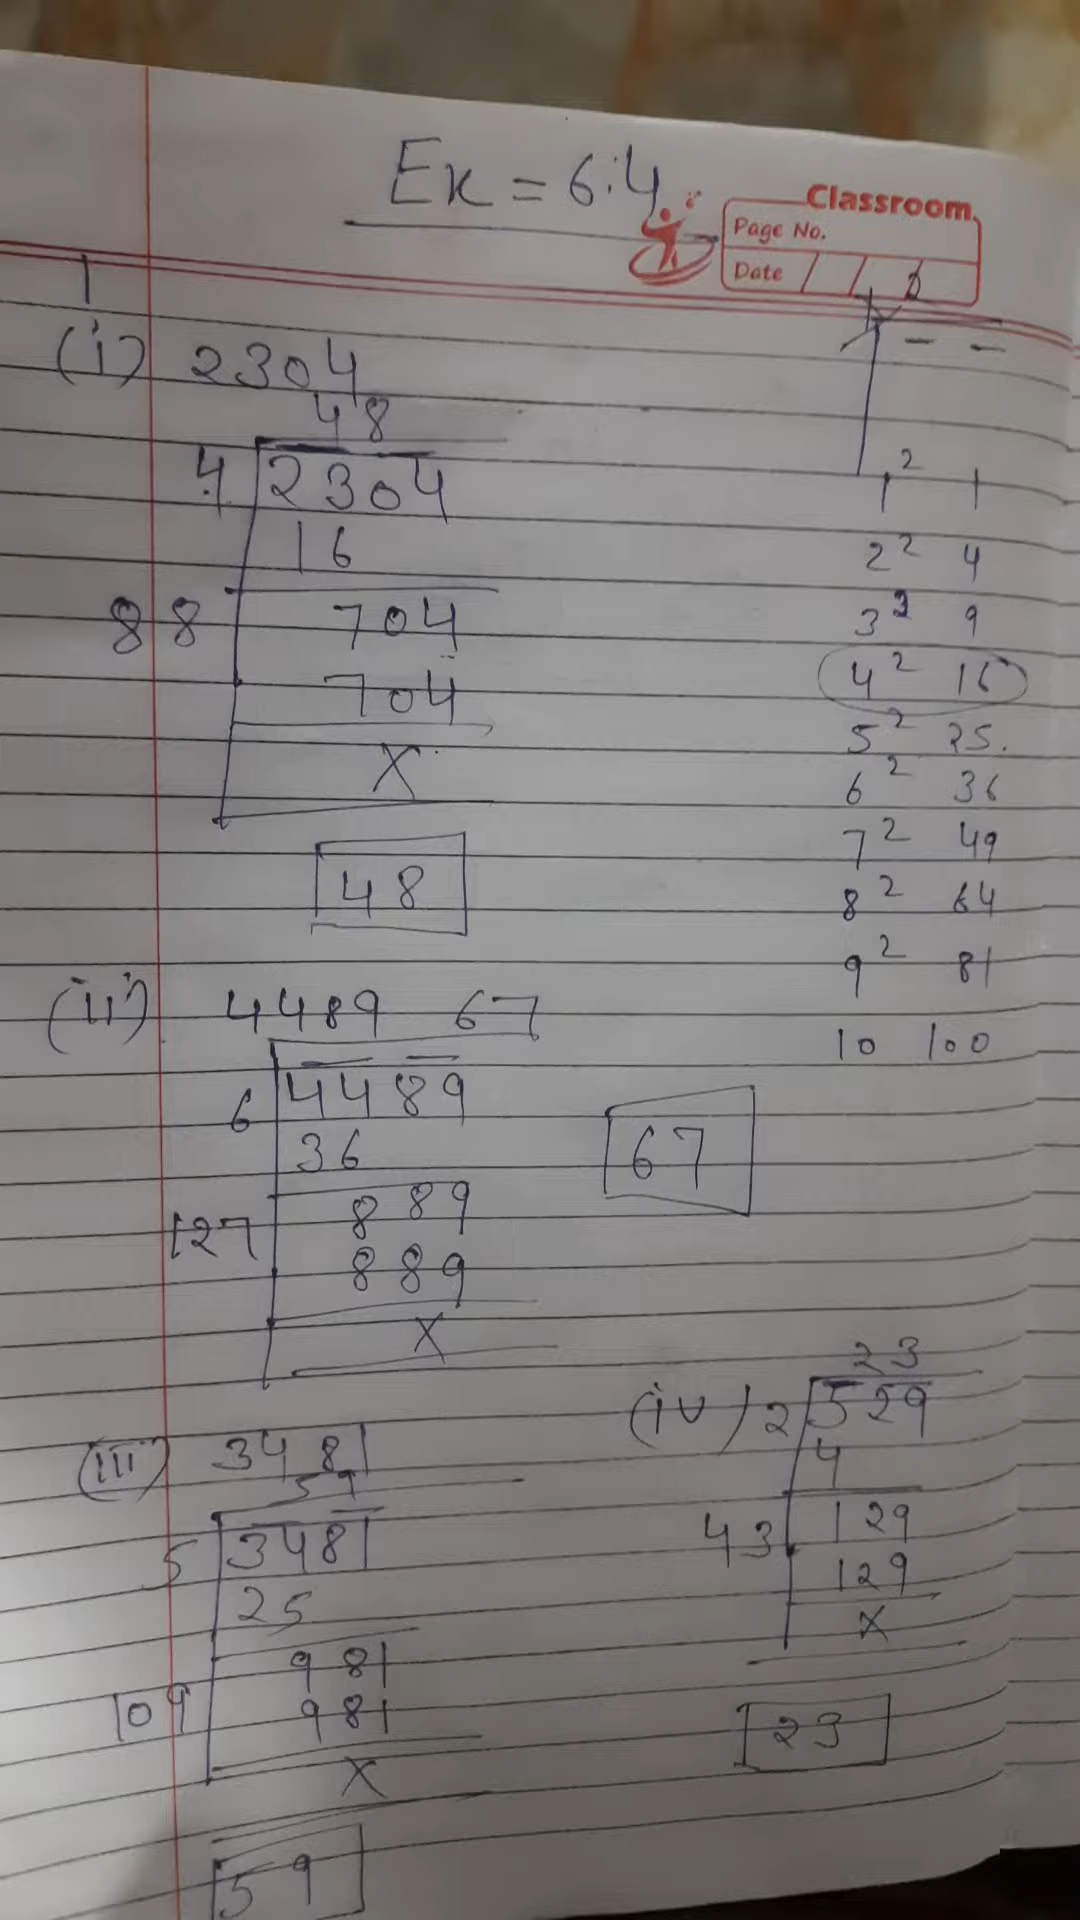 Ex = 6.4
Classroom
Page No.
Date / /
1
(i) 2304
48
4 2304
16
88 704
704
X
48
1² 1
2² 4
3² 9
4² 16
5² 25.
6² 36
7² 49
8² 64
9² 81
10 100
(ii) 4489 67
6 4489
36
127 889
889
X
67
(iii) 3481
59
5 3481
25
109 981
981
X
59
23
(iv) 2 529
4
43 129
129
X
23